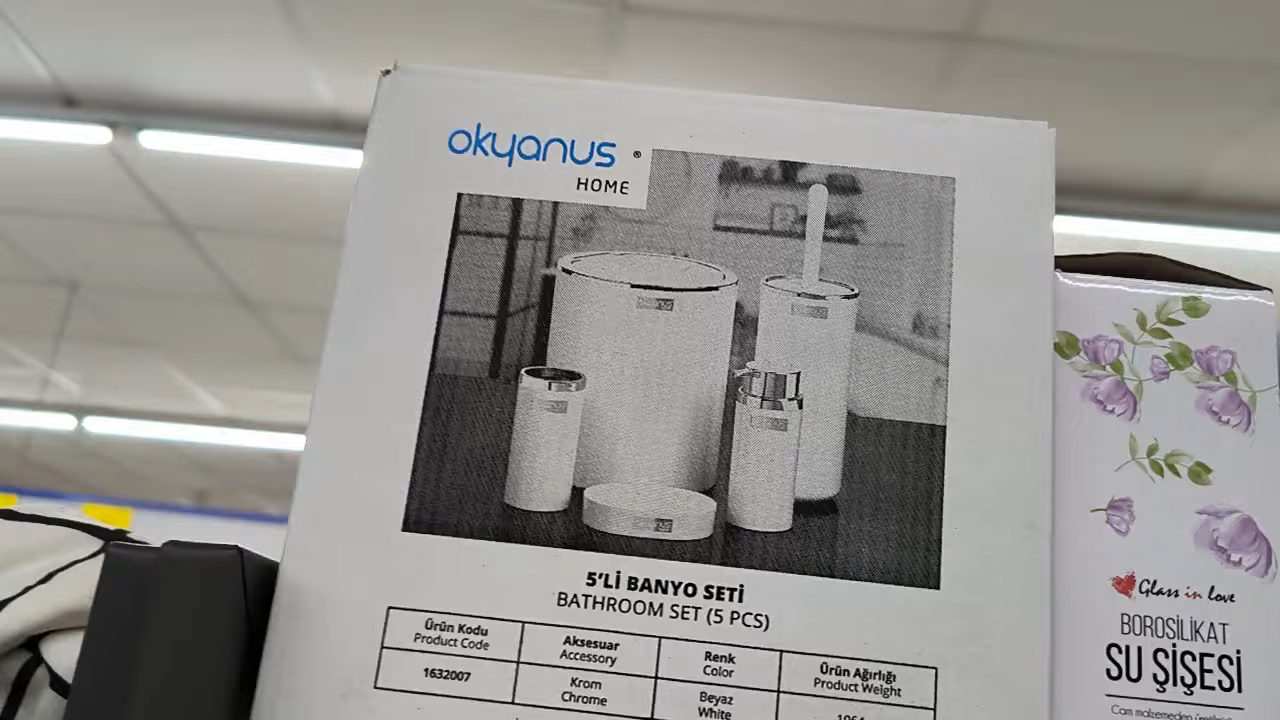 okyanus ®
HOME
5'Lİ BANYO SETİ
BATHROOM SET (5 PCS)
Ürün Kodu
Product Code
Aksesuar
Accessory
Renk
Color
Ürün Ağırlığı
Product Weight
1632007
Krom
Chrome
Beyaz
White
Glass in love
BOROSİLİKAT
SU ŞİŞESİ